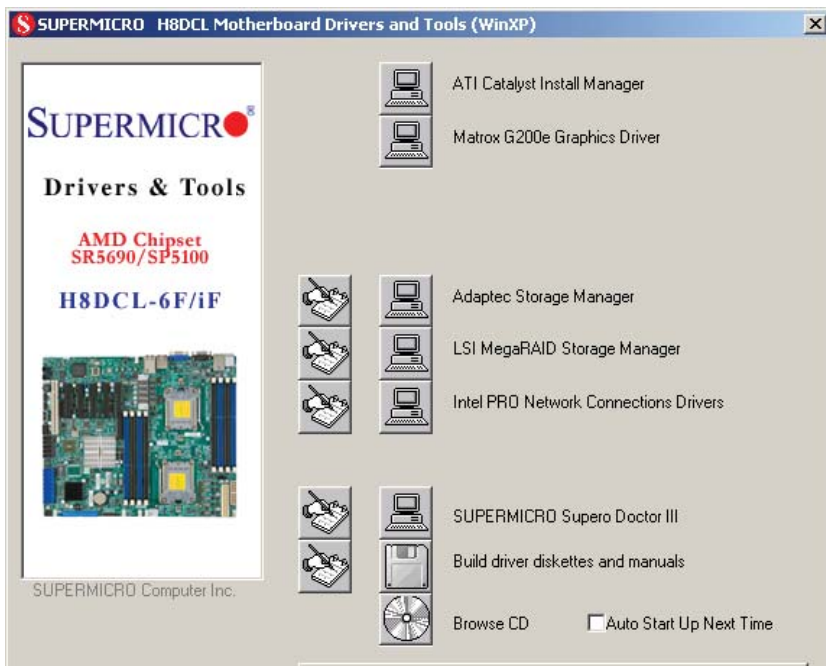 SUPERMICRO H8DCL Motherboard Drivers and Tools (WinXP)
SUPERMICRO®
Drivers & Tools
AMD Chipset
SR5690/SP5100
H8DCL-6F/iF
SUPERMICRO Computer Inc.
ATI Catalyst Install Manager
Matrox G200e Graphics Driver
Adaptec Storage Manager
LSI MegaRAID Storage Manager
Intel PRO Network Connections Drivers
SUPERMICRO Supero Doctor III
Build driver diskettes and manuals
Browse CD
Auto Start Up Next Time